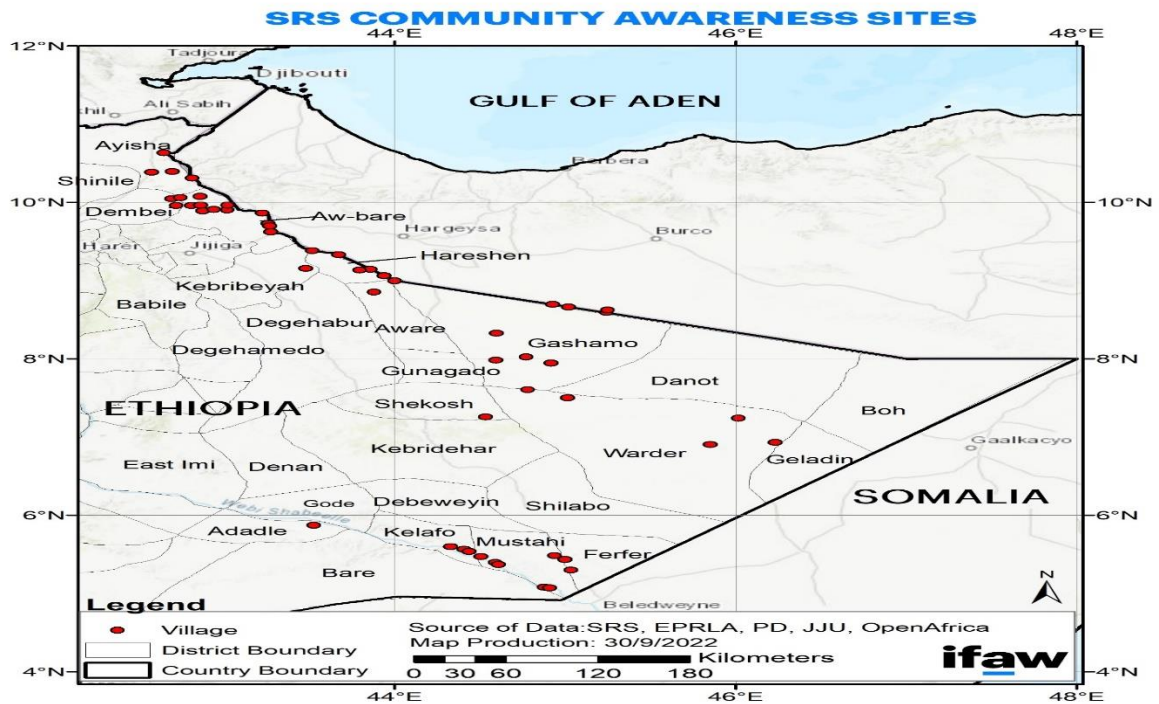 SRS COMMUNITY AWARENESS SITES
44°E 46°E 48°E
12°N
Tadjoura
Djibouti
GULF OF ADEN
Ali Sabih
Ayisha
Berbera
Shinile
10°N 10°N
Dembel
Aw-bare
Hargeysa
Burco
Harer
Jijiga
Hareshen
Kebribeyah
Babile
Degehabur
Aware
Gashamo
Degehamedo
8°N 8°N
Gunagado
Danot
ETHIOPIA
Shekosh
Boh
Kebridehar
Warder
Geladin
Gaalkacyo
East Imi
Denan
SOMALIA
Gode
Debeweyin
Shilabo
Webi Shabeelle
6°N 6°N
Adadle
Kelafo
Mustahi
Ferfer
Bare
Beledweyne
N
Legend
Village
District Boundary
Country Boundary
Source of Data:SRS, EPRLA, PD, JJU, OpenAfrica
Map Production: 30/9/2022
Kilometers
0 30 60 120 180
ifaw
4°N 4°N
44°E 46°E 48°E